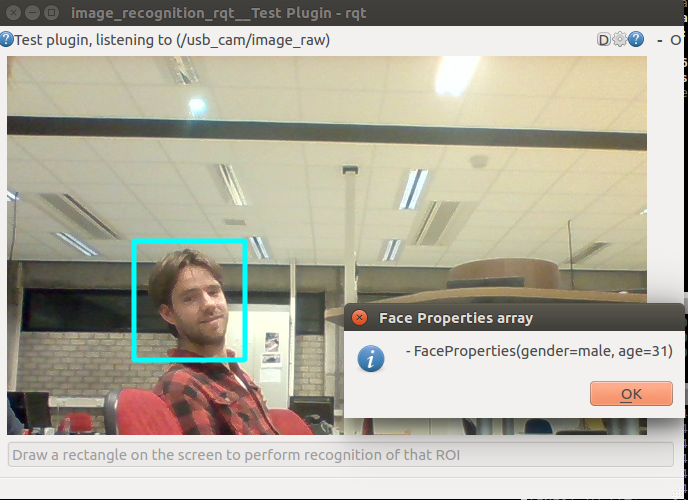 image_recognition_rqt__Test Plugin - rqt
Test plugin, listening to (/usb_cam/image_raw)
D
- O
Face Properties array
- FaceProperties(gender=male, age=31)
OK
Draw a rectangle on the screen to perform recognition of that ROI